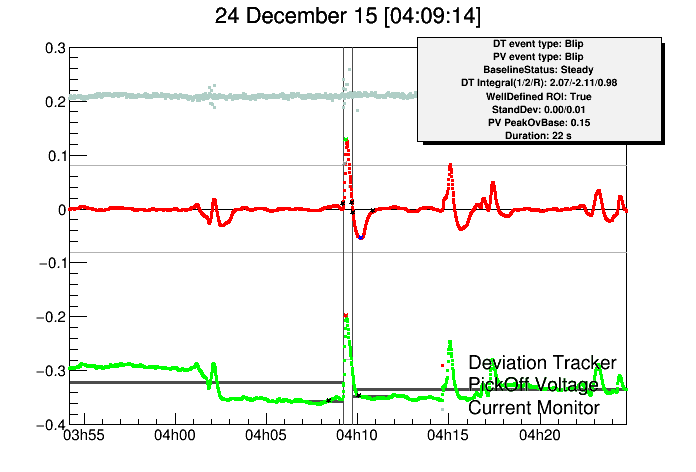 24 December 15 [04:09:14]
DT event type: Blip
PV event type: Blip
BaselineStatus: Steady
DT Integral(1/2/R): 2.07/-2.11/0.98
WellDefined ROI: True
StandDev: 0.00/0.01
PV PeakOvBase: 0.15
Duration: 22 s
0.3
0.2
0.1
0
−0.1
−0.2
−0.3
−0.4
Deviation Tracker
PickOff Voltage
Current Monitor
03h55
04h00
04h05
04h10
04h15
04h20